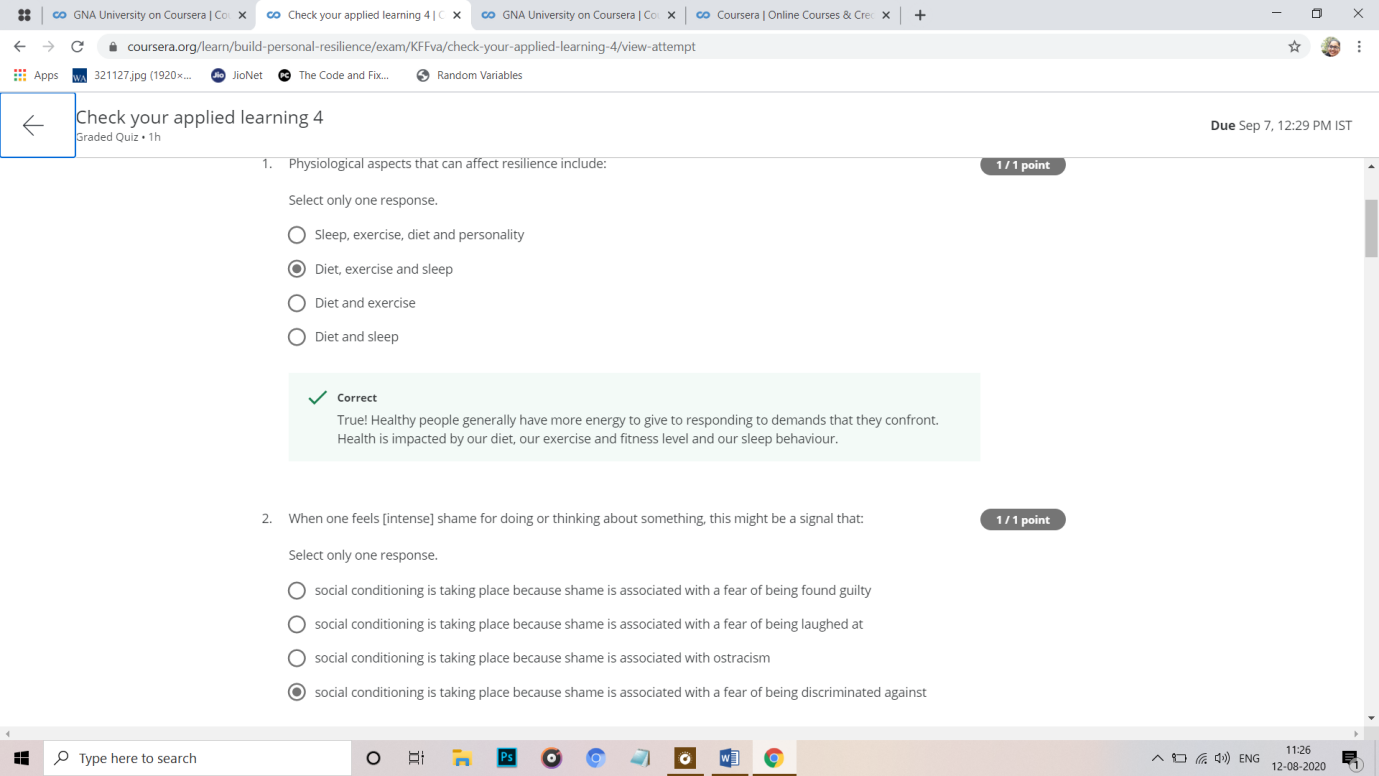 GNA University on Coursera | Co
Check your applied learning 4 | C
GNA University on Coursera | Co
Coursera | Online Courses & Cre
coursera.org/learn/build-personal-resilience/exam/KFFva/check-your-applied-learning-4/view-attempt
Apps
WA
321127.jpg (1920×...
Jio
JioNet
PC
The Code and Fix...
Random Variables
Check your applied learning 4
Graded Quiz • 1h
Due Sep 7, 12:29 PM IST
1. Physiological aspects that can affect resilience include:
1 / 1 point
Select only one response.
Sleep, exercise, diet and personality
Diet, exercise and sleep
Diet and exercise
Diet and sleep
Correct
True! Healthy people generally have more energy to give to responding to demands that they confront.
Health is impacted by our diet, our exercise and fitness level and our sleep behaviour.
2. When one feels [intense] shame for doing or thinking about something, this might be a signal that:
1 / 1 point
Select only one response.
social conditioning is taking place because shame is associated with a fear of being found guilty
social conditioning is taking place because shame is associated with a fear of being laughed at
social conditioning is taking place because shame is associated with ostracism
social conditioning is taking place because shame is associated with a fear of being discriminated against
Type here to search
Ps
W
ENG
11:26
12-08-2020
1